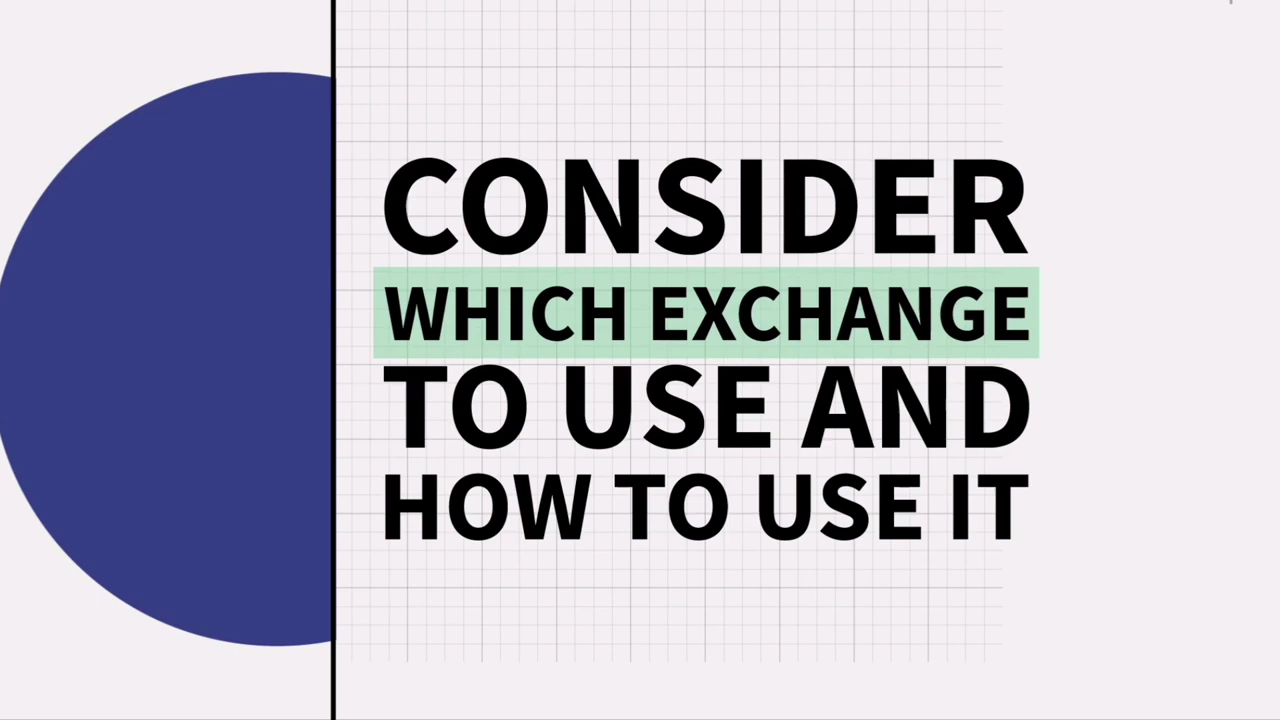 CONSIDER
WHICH EXCHANGE
TO USE AND
HOW TO USE IT